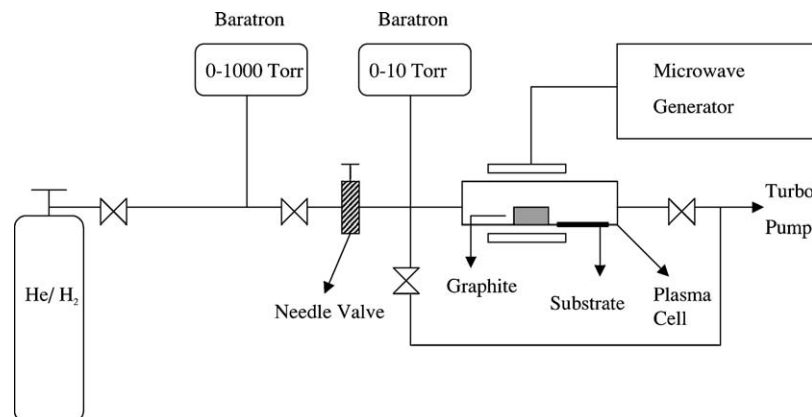 Baratron
Baratron
0-1000 Torr
0-10 Torr
Microwave
Generator
Turbo
Pump
He/ H₂
Needle Valve
Graphite
Substrate
Plasma
Cell